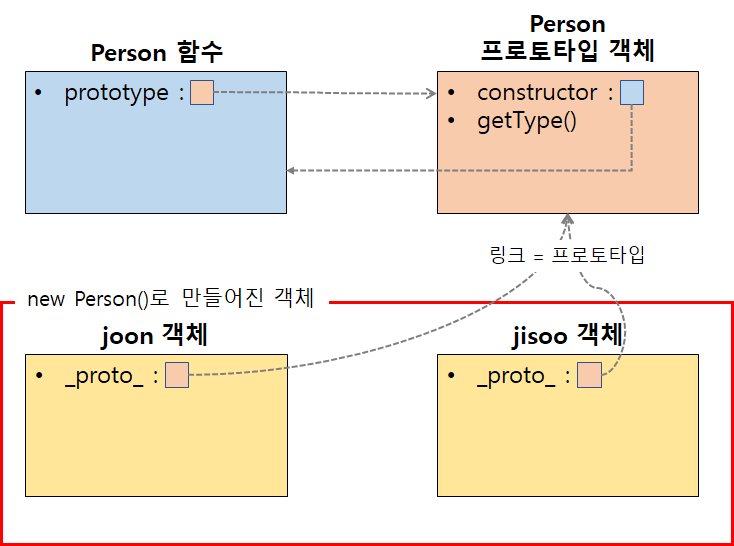 Person 함수
• prototype :
Person
프로토타입 객체
• constructor :
• getType()
링크 = 프로토타입
new Person()로 만들어진 객체
joon 객체
• _proto_ :
jisoo 객체
• _proto_ :